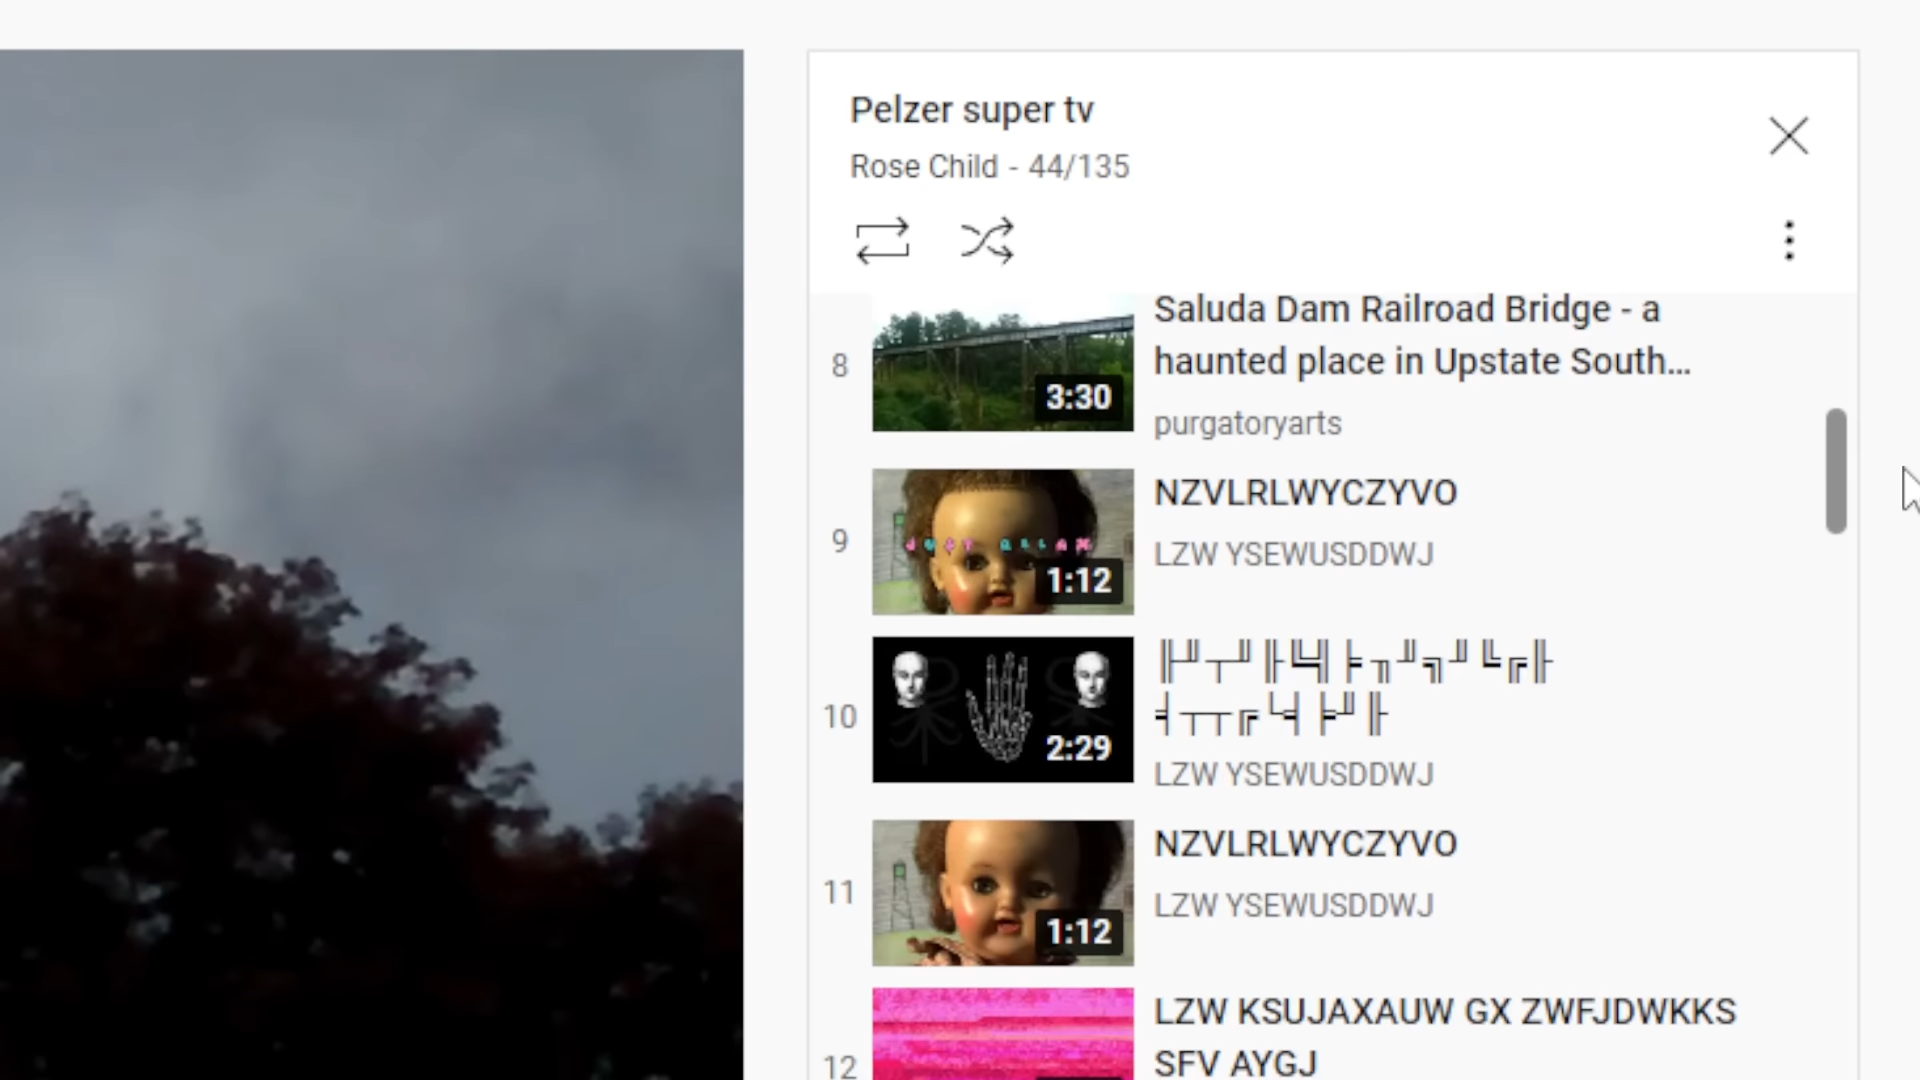 Pelzer super tv
Rose Child - 44/135
8
3:30
Saluda Dam Railroad Bridge - a
haunted place in Upstate South...
purgatoryarts
9
1:12
NZVLRLWYCZYVO
LZW YSEWUSDDWJ
10
2:29
LZW YSEWUSDDWJ
11
1:12
NZVLRLWYCZYVO
LZW YSEWUSDDWJ
12
LZW KSUJAXAUW GX ZWFJDWKKS
SFV AYGJ